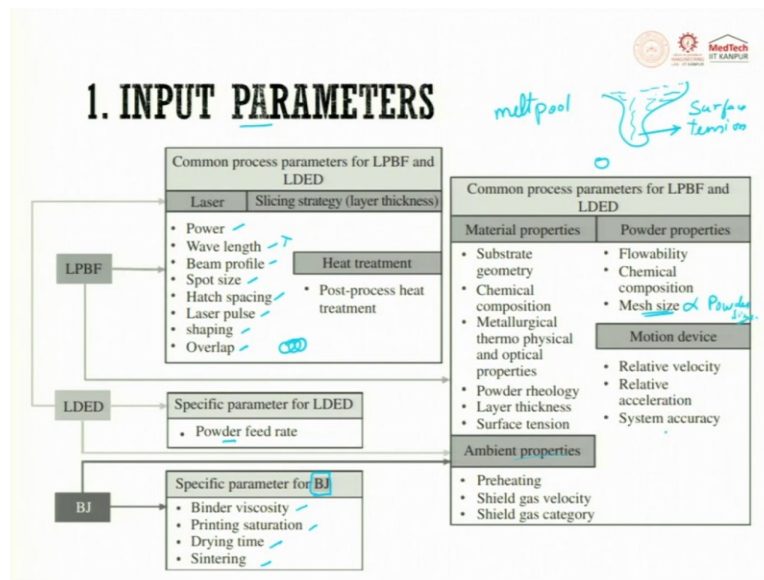 MedTech
IIT KANPUR
1. INPUT PARAMETERS
meltpool
Surface
tension
Common process parameters for LPBF and
LDED
Laser
Slicing strategy (layer thickness)
• Power
• Wave length
• Beam profile
• Spot size
• Hatch spacing
• Laser pulse
• shaping
• Overlap
Heat treatment
• Post-process heat
treatment
LPBF
LDED
BJ
Specific parameter for LDED
• Powder feed rate
Specific parameter for BJ
• Binder viscosity
• Printing saturation
• Drying time
• Sintering
Common process parameters for LPBF and
LDED
Material properties
• Substrate
geometry
• Chemical
composition
• Metallurgical
thermo physical
and optical
properties
• Powder rheology
• Layer thickness
• Surface tension
Powder properties
• Flowability
• Chemical
composition
• Mesh size ∝ Powder
size
Motion device
• Relative velocity
• Relative
acceleration
• System accuracy
Ambient properties
• Preheating
• Shield gas velocity
• Shield gas category